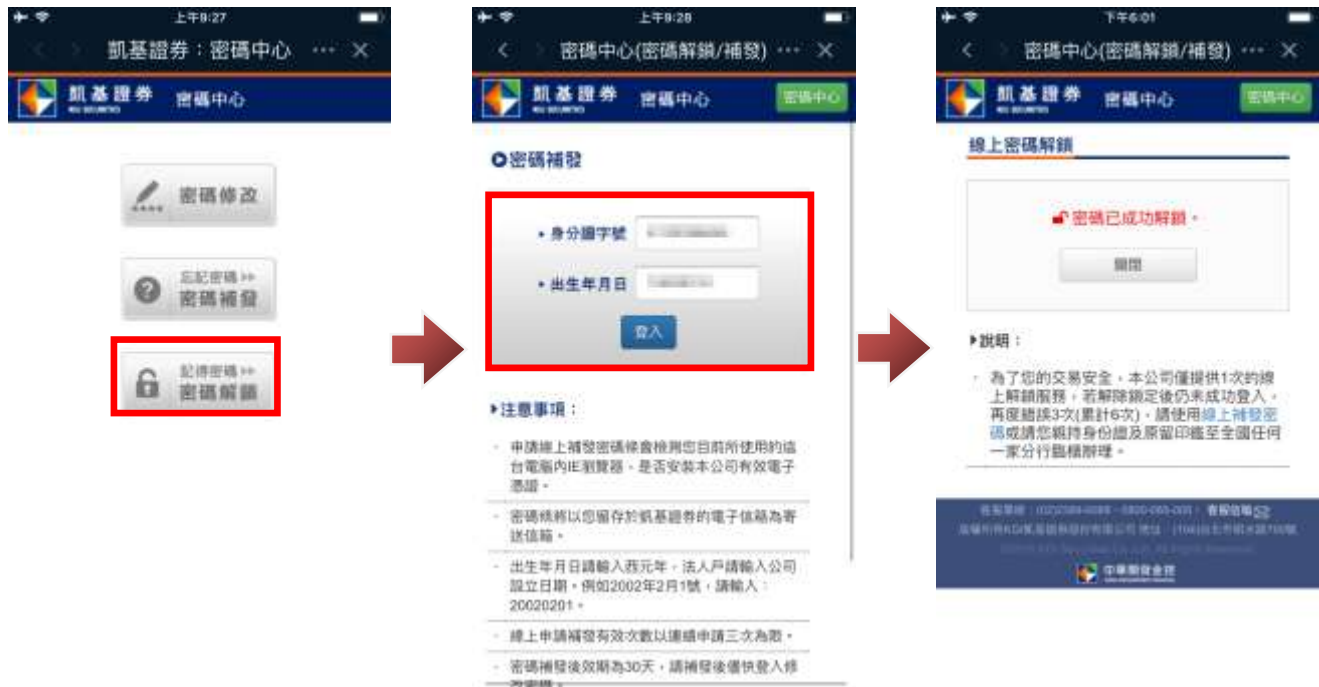 上午9:27
凱基證券：密碼中心
凱基證券 密碼中心
密碼修改
忘記密碼>>
密碼補發
記得密碼>>
密碼解鎖
上午9:28
密碼中心(密碼解鎖/補發)
凱基證券 密碼中心 密碼中心
密碼補發
身分證字號
出生年月日
登入
注意事項：
申請線上補發密碼條會檢測您目前所使用的這
台電腦內IE瀏覽器，是否安裝本公司有效電子
憑證。
密碼條將以您留存於凱基證券的電子信箱為寄
送信箱。
出生年月日請輸入西元年，法人戶請輸入公司
設立日期。例如2002年2月1號，請輸入：
20020201。
線上申請補發有效次數以連續申請三次為限。
密碼補發後效期為30天，請補發後儘快登入修
改密碼。
下午6:01
密碼中心(密碼解鎖/補發)
凱基證券 密碼中心 密碼中心
線上密碼解鎖
密碼已成功解鎖。
關閉
說明：
為了您的交易安全，本公司僅提供1次的線
上解鎖服務，若解除鎖定後仍未成功登入，
再度錯誤3次(累計6次)，請使用線上補發密
碼或請您親持身份證及原留印鑑至全國任何
一家分行臨櫃辦理。
客服信箱
中華開發金控